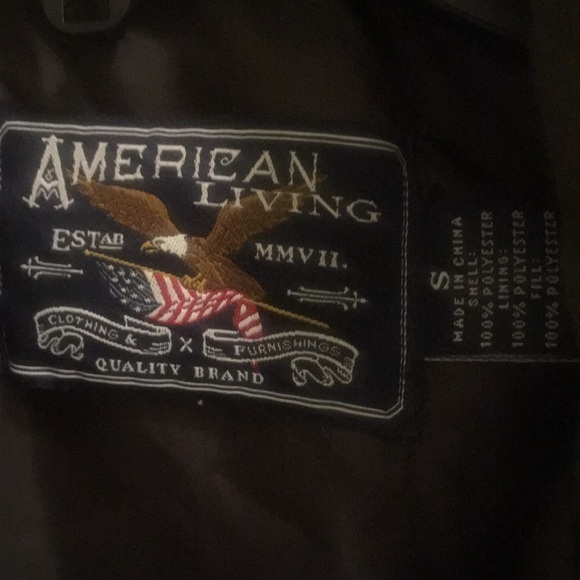 AMERICAN
LIVING
ESTAB
MMVII.
CLOTHING &
X
FURNISHINGS
QUALITY BRAND
S
MADE IN CHINA
SHELL:
100% POLYESTER
LINING:
100% POLYESTER
FILL:
100% POLYESTER